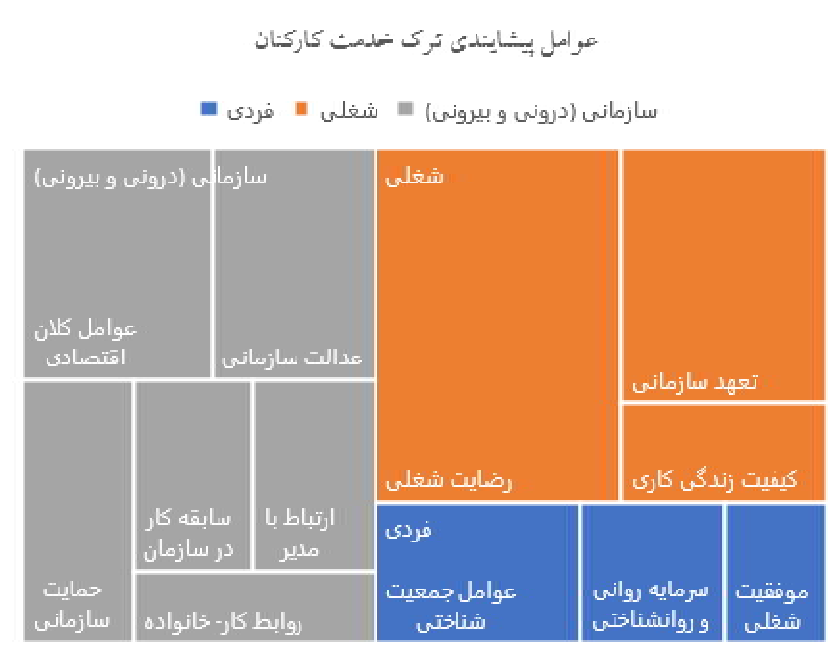 عوامل پیشایندی ترک خدمت کارکنان
سازمانی (درونی و بیرونی) شغلی فردی
سازمانی (درونی و بیرونی)
عوامل کلان
اقتصادی
عدالت سازمانی
حمایت
سازمانی
سابقه کار
در سازمان
ارتباط با
مدیر
روابط کار- خانواده
شغلی
رضایت شغلی
تعهد سازمانی
کیفیت زندگی کاری
فردی
عوامل جمعیت
شناختی
سرمایه روانی
و روانشناختی
موفقیت
شغلی